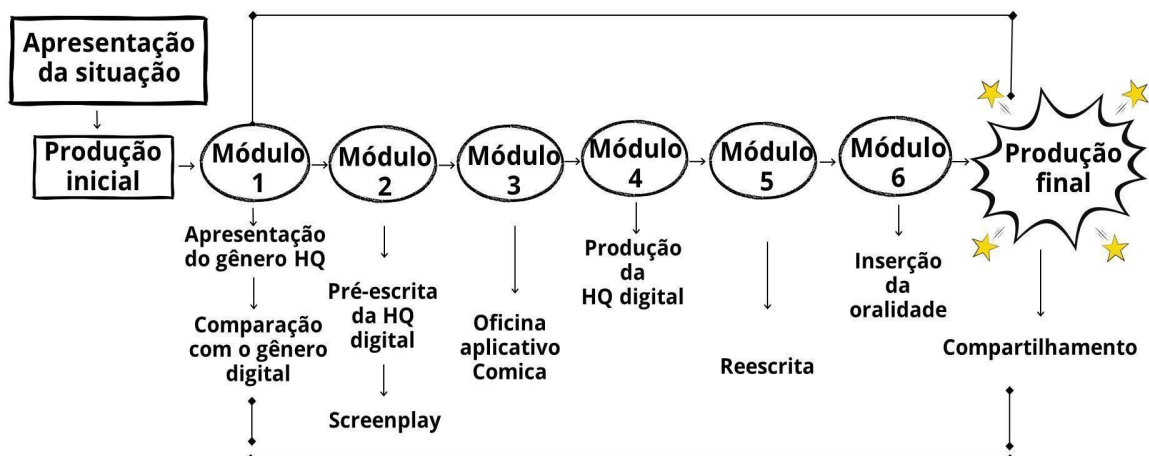 Apresentação
da situação
Produção
inicial
Módulo
1
Módulo
2
Módulo
3
Módulo
4
Módulo
5
Módulo
6
Produção
final
Apresentação
do gênero HQ
Comparação
com o gênero
digital
Pré-escrita
da HQ
digital
Screenplay
Oficina
aplicativo
Comica
Produção
da
HQ digital
Reescrita
Inserção
da
oralidade
Compartilhamento